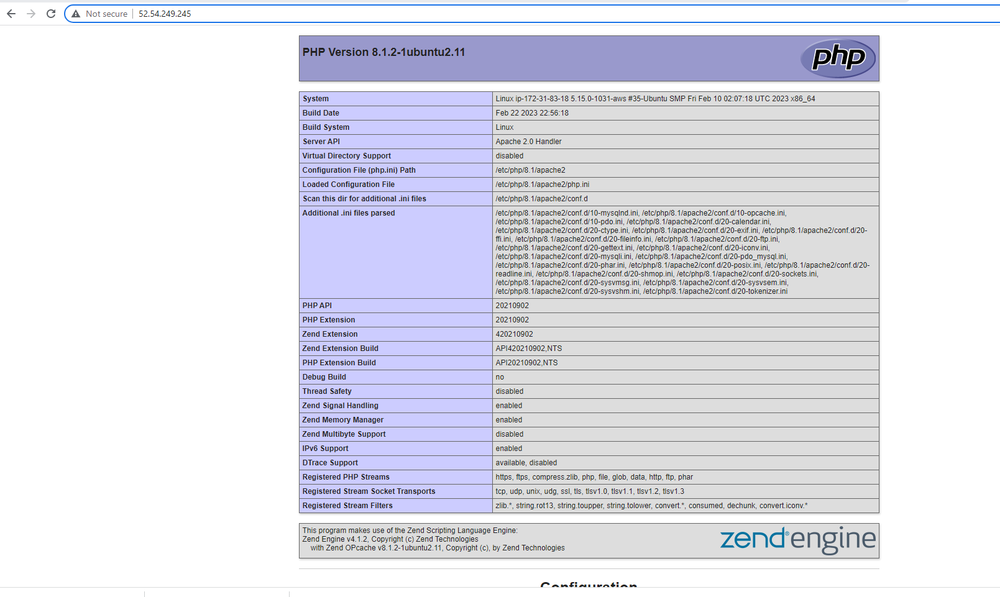 Not secure 52.54.249.245
PHP Version 8.1.2-1ubuntu2.11
php
System Linux ip-172-31-83-18 5.15.0-1031-aws #35-Ubuntu SMP Fri Feb 10 02:07:18 UTC 2023 x86_64
Build Date Feb 22 2023 22:56:18
Build System Linux
Server API Apache 2.0 Handler
Virtual Directory Support disabled
Configuration File (php.ini) Path /etc/php/8.1/apache2
Loaded Configuration File /etc/php/8.1/apache2/php.ini
Scan this dir for additional .ini files /etc/php/8.1/apache2/conf.d
Additional .ini files parsed /etc/php/8.1/apache2/conf.d/10-mysqlnd.ini, /etc/php/8.1/apache2/conf.d/10-opcache.ini,
/etc/php/8.1/apache2/conf.d/10-pdo.ini, /etc/php/8.1/apache2/conf.d/20-calendar.ini,
/etc/php/8.1/apache2/conf.d/20-ctype.ini, /etc/php/8.1/apache2/conf.d/20-exif.ini, /etc/php/8.1/apache2/conf.d/20-
ffi.ini, /etc/php/8.1/apache2/conf.d/20-fileinfo.ini, /etc/php/8.1/apache2/conf.d/20-ftp.ini,
/etc/php/8.1/apache2/conf.d/20-gettext.ini, /etc/php/8.1/apache2/conf.d/20-iconv.ini,
/etc/php/8.1/apache2/conf.d/20-mysqli.ini, /etc/php/8.1/apache2/conf.d/20-pdo_mysql.ini,
/etc/php/8.1/apache2/conf.d/20-phar.ini, /etc/php/8.1/apache2/conf.d/20-posix.ini, /etc/php/8.1/apache2/conf.d/20-
readline.ini, /etc/php/8.1/apache2/conf.d/20-shmop.ini, /etc/php/8.1/apache2/conf.d/20-sockets.ini,
/etc/php/8.1/apache2/conf.d/20-sysvmsg.ini, /etc/php/8.1/apache2/conf.d/20-sysvsem.ini,
/etc/php/8.1/apache2/conf.d/20-sysvshm.ini, /etc/php/8.1/apache2/conf.d/20-tokenizer.ini
PHP API 20210902
PHP Extension 20210902
Zend Extension 420210902
Zend Extension Build API420210902,NTS
PHP Extension Build API20210902,NTS
Debug Build no
Thread Safety disabled
Zend Signal Handling enabled
Zend Memory Manager enabled
Zend Multibyte Support disabled
IPv6 Support enabled
DTrace Support available, disabled
Registered PHP Streams https, ftps, compress.zlib, php, file, glob, data, http, ftp, phar
Registered Stream Socket Transports tcp, udp, unix, udg, ssl, tls, tlsv1.0, tlsv1.1, tlsv1.2, tlsv1.3
Registered Stream Filters zlib.*, string.rot13, string.toupper, string.tolower, convert.*, consumed, dechunk, convert.iconv.*
This program makes use of the Zend Scripting Language Engine:
Zend Engine v4.1.2, Copyright (c) Zend Technologies
with Zend OPcache v8.1.2-1ubuntu2.11, Copyright (c), by Zend Technologies
zend® engine
Configuration